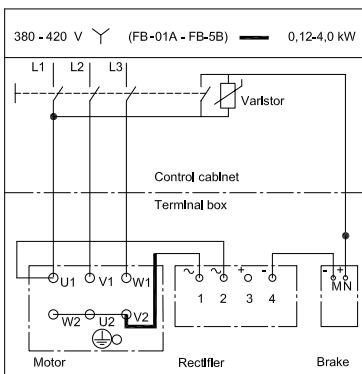 380 - 420 V (FB-01A - FB-5B) 0,12-4,0 kW
L1 L2 L3
Varistor
Control cabinet
Terminal box
U1 V1 W1
~ ~ + - - +
1 2 3 4 M N
W2 U2 V2
Motor Rectifier Brake